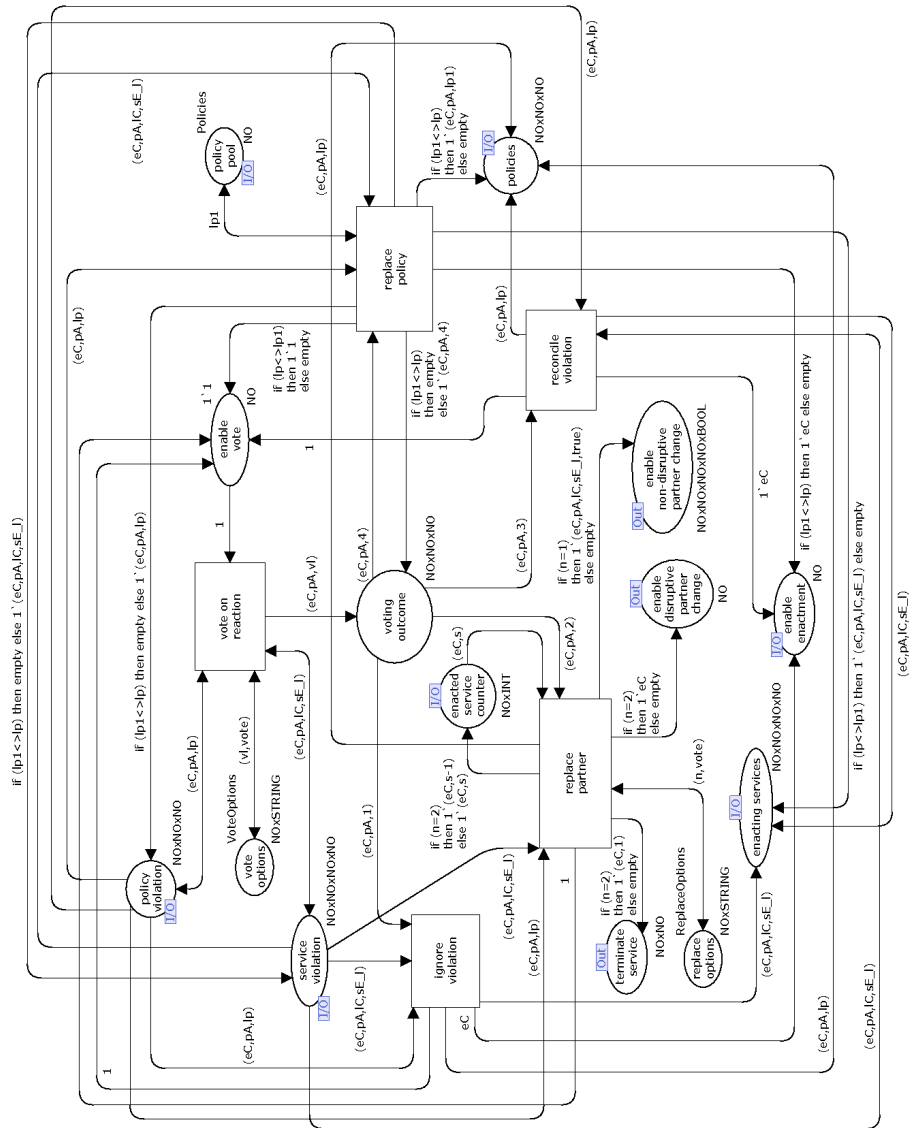 if (lp1<>lp) then empty else 1`(eC,pA,lC,sE_l)
1
(eC,pA,lp)
(eC,pA,lp)
if (lp1<>lp) then empty else 1`(eC,pA,lp)
(eC,pA,lC,sE_l)
policy
violation
I/O
NOxNOxNO
(eC,pA,lp)
Policies
policy
pool
I/O
NO
lp1
1`1
enable
vote
NO
1
vote on
reaction
VoteOptions
vote
options
NOxSTRING
(vl,vote)
(eC,pA,lC,sE_l)
service
violation
I/O
NOxNOxNOxNO
(eC,pA,lC,sE_l)
if (lp<>lp1)
then 1`1
else empty
1
(eC,pA,vl)
(eC,pA,lp)
(eC,pA,4)
(eC,pA,1)
replace
policy
voting
outcome
NOxNOxNO
if (lp1<>lp)
then empty
else 1`(eC,pA,4)
if (lp1<>lp)
then 1`(eC,pA,lp1)
else empty
ignore
violation
eC
(eC,s)
enacted
service
counter
I/O
NOxINT
if (n=2)
then 1`(eC,s-1)
else 1`(eC,s)
(eC,pA,lp)
policies
I/O
NOxNOxNO
(eC,pA,3)
(eC,pA,lC,sE_l)
(eC,pA,lp)
1
(eC,pA,2)
replace
partner
reconcile
violation
(eC,pA,lp)
if (n=1)
then 1`(eC,pA,lC,sE_l,true)
else empty
if (n=2)
then 1`(eC,1)
else empty
if (n=2)
then 1`eC
else empty
Out
terminate
service
NOxNO
Out
enable
disruptive
partner
change
NO
Out
enable
non-disruptive
partner change
NOxNOxNOxNOxBOOL
ReplaceOptions
replace
options
NOxSTRING
(n,vote)
1`eC
enacting services
I/O
NOxNOxNOxNO
(eC,pA,lC,sE_l)
enable
enactment
I/O
NO
if (lp1<>lp) then 1`eC else empty
(eC,pA,lp)
if (lp<>lp1) then 1`(eC,pA,lC,sE_l) else empty
(eC,pA,lC,sE_l)
(eC,pA,lC,sE_l)